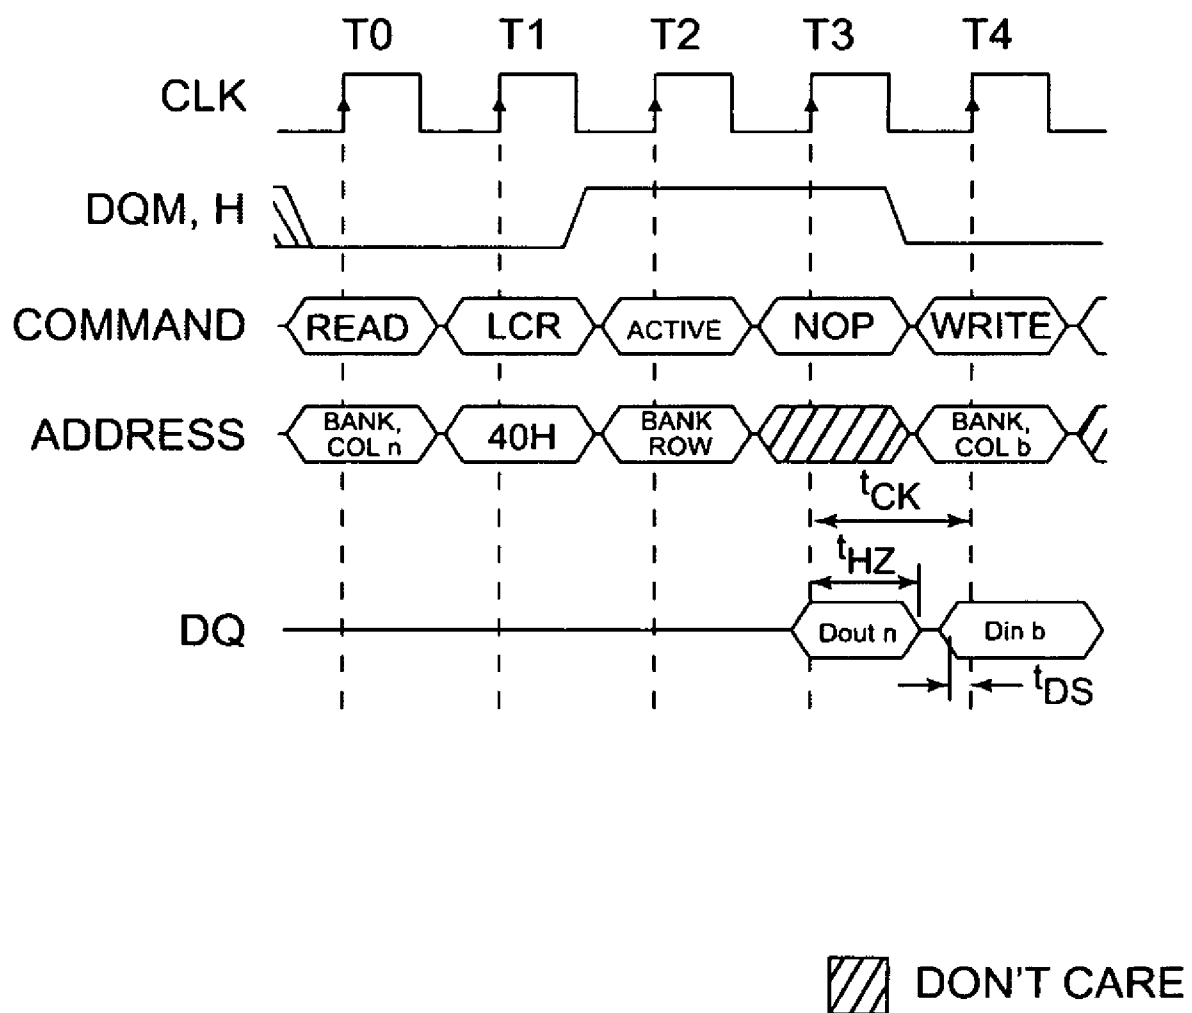 T0 T1 T2 T3 T4
CLK
DQM, H
COMMAND READ LCR ACTIVE NOP WRITE
ADDRESS BANK, COL n 40H BANK ROW BANK, COL b
tCK
tHZ
DQ Dout n Din b
tDS
DON'T CARE